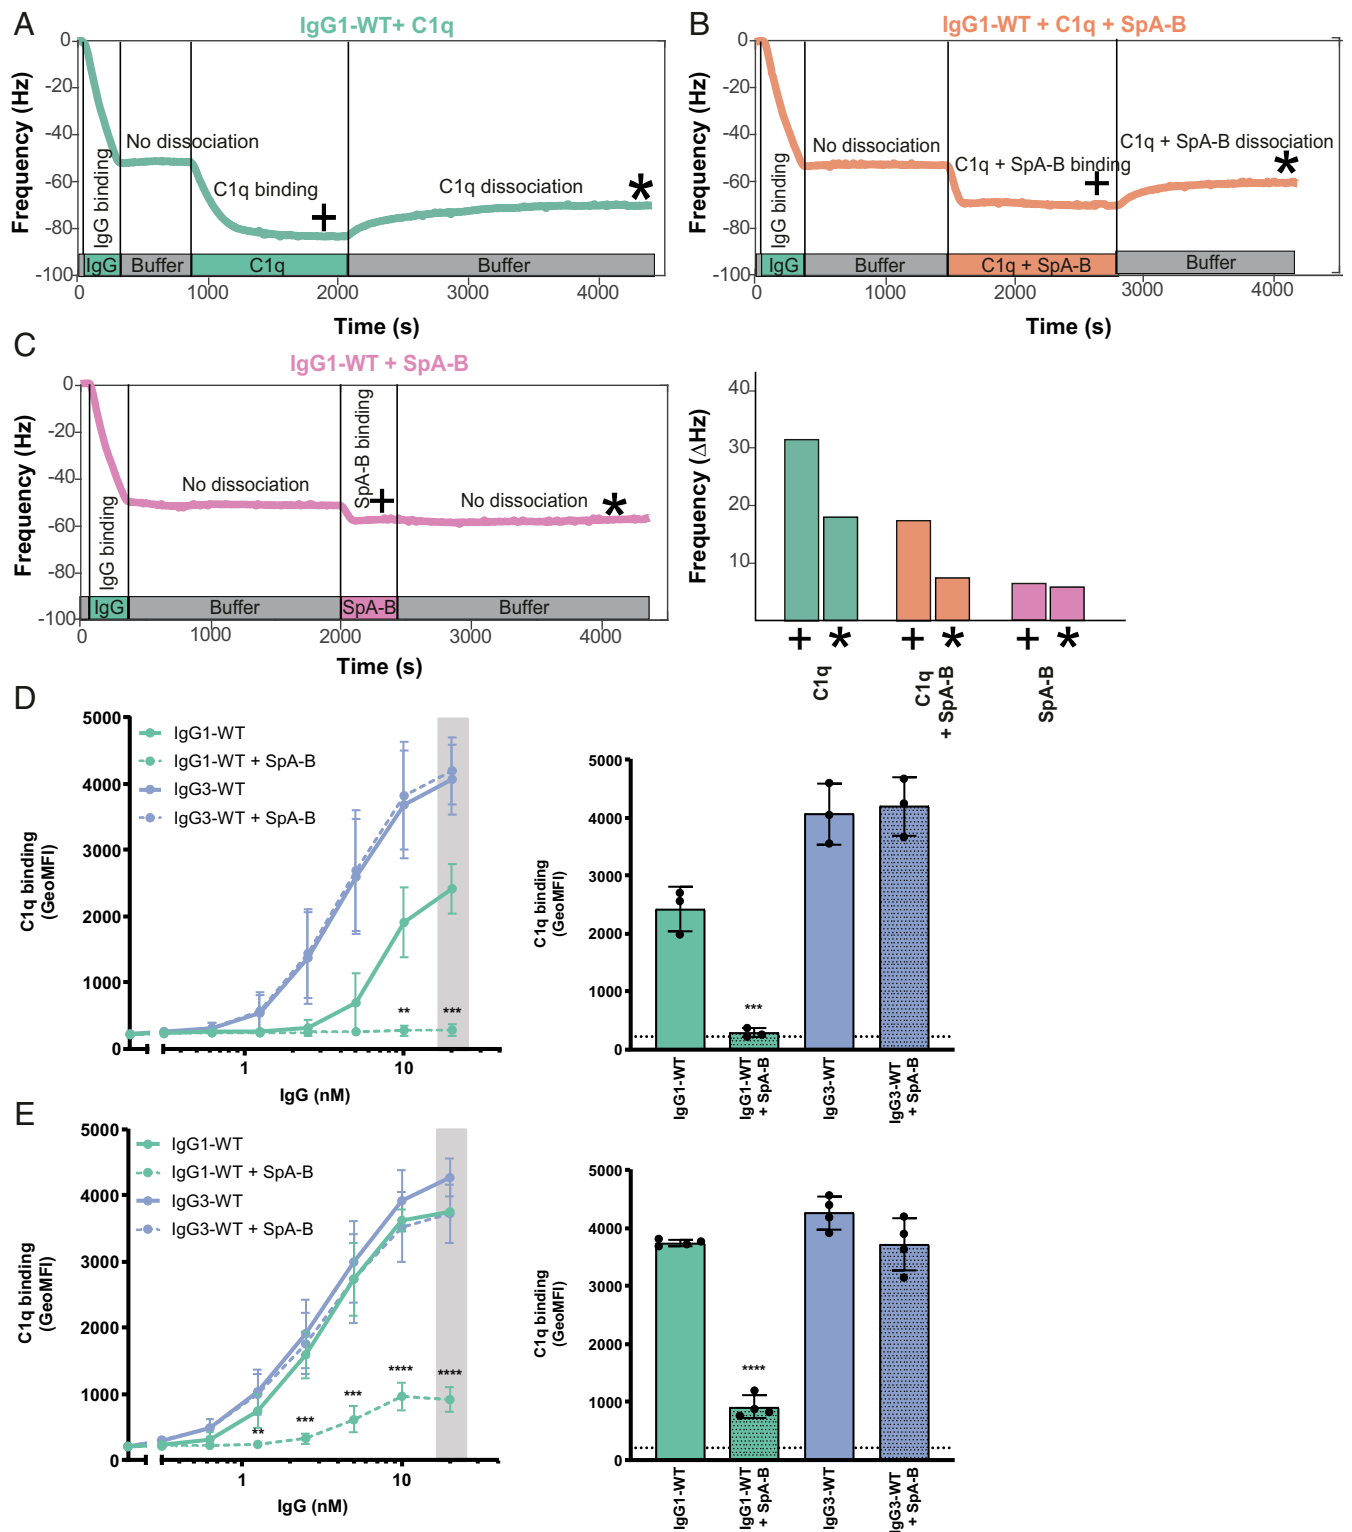 A
IgG1-WT+ C1q
Frequency (Hz)
0
-20
-40
-60
-80
-100
IgG binding
No dissociation
C1q binding
+
C1q dissociation
*
IgG
Buffer
C1q
Buffer
0
1000
2000
3000
4000
Time (s)
B
IgG1-WT + C1q + SpA-B
Frequency (Hz)
0
-20
-40
-60
-80
-100
IgG binding
No dissociation
C1q + SpA-B binding
+
C1q + SpA-B dissociation
*
IgG
Buffer
C1q + SpA-B
Buffer
0
1000
2000
3000
4000
Time (s)
C
IgG1-WT + SpA-B
Frequency (Hz)
0
-20
-40
-60
-80
-100
IgG binding
No dissociation
SpA-B binding
+
No dissociation
*
IgG
Buffer
SpA-B
Buffer
0
1000
2000
3000
4000
Time (s)
Frequency (ΔHz)
40
30
20
10
+ *
+ *
+ *
C1q
C1q
+ SpA-B
SpA-B
D
C1q binding
(GeoMFI)
5000
4000
3000
2000
1000
0
IgG1-WT
IgG1-WT + SpA-B
IgG3-WT
IgG3-WT + SpA-B
**
***
1
10
IgG (nM)
C1q binding
(GeoMFI)
5000
4000
3000
2000
1000
0
***
IgG1-WT
IgG1-WT
+ SpA-B
IgG3-WT
IgG3-WT
+ SpA-B
E
C1q binding
(GeoMFI)
5000
4000
3000
2000
1000
0
IgG1-WT
IgG1-WT + SpA-B
IgG3-WT
IgG3-WT + SpA-B
**
***
***
****
****
1
10
IgG (nM)
C1q binding
(GeoMFI)
5000
4000
3000
2000
1000
0
****
IgG1-WT
IgG1-WT
+ SpA-B
IgG3-WT
IgG3-WT
+ SpA-B